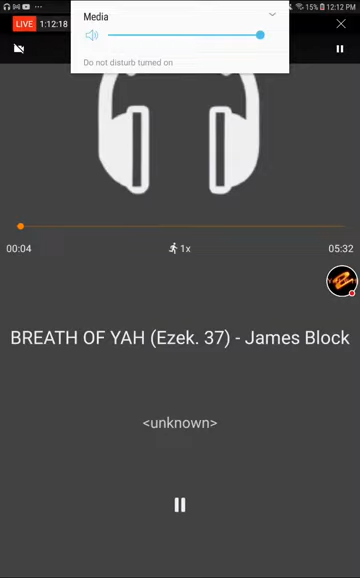 15% 12:12 PM
LIVE 1:12:18
Media
Do not disturb turned on
00:04
1x
05:32
BREATH OF YAH (Ezek. 37) - James Block
<unknown>